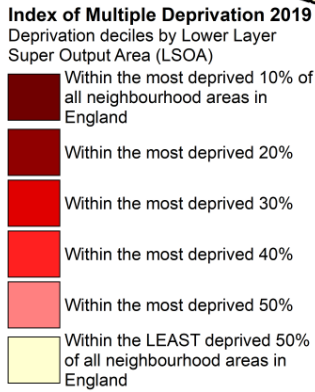 Index of Multiple Deprivation 2019
Deprivation deciles by Lower Layer
Super Output Area (LSOA)
Within the most deprived 10% of
all neighbourhood areas in
England
Within the most deprived 20%
Within the most deprived 30%
Within the most deprived 40%
Within the most deprived 50%
Within the LEAST deprived 50%
of all neighbourhood areas in
England